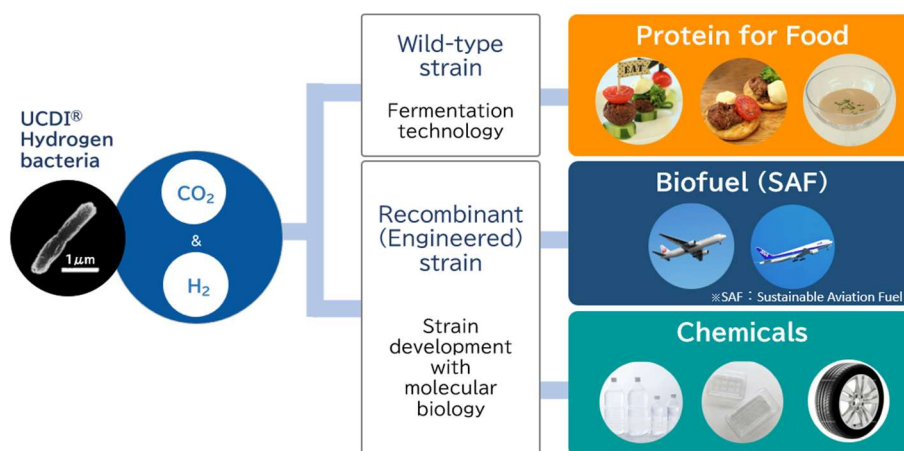 UCDI®
Hydrogen
bacteria
1μm
CO₂
&
H₂
Wild-type
strain
Fermentation
technology
Recombinant
(Engineered)
strain
Strain
development
with
molecular
biology
Protein for Food
EAT
Biofuel (SAF)
※SAF：Sustainable Aviation Fuel
Chemicals